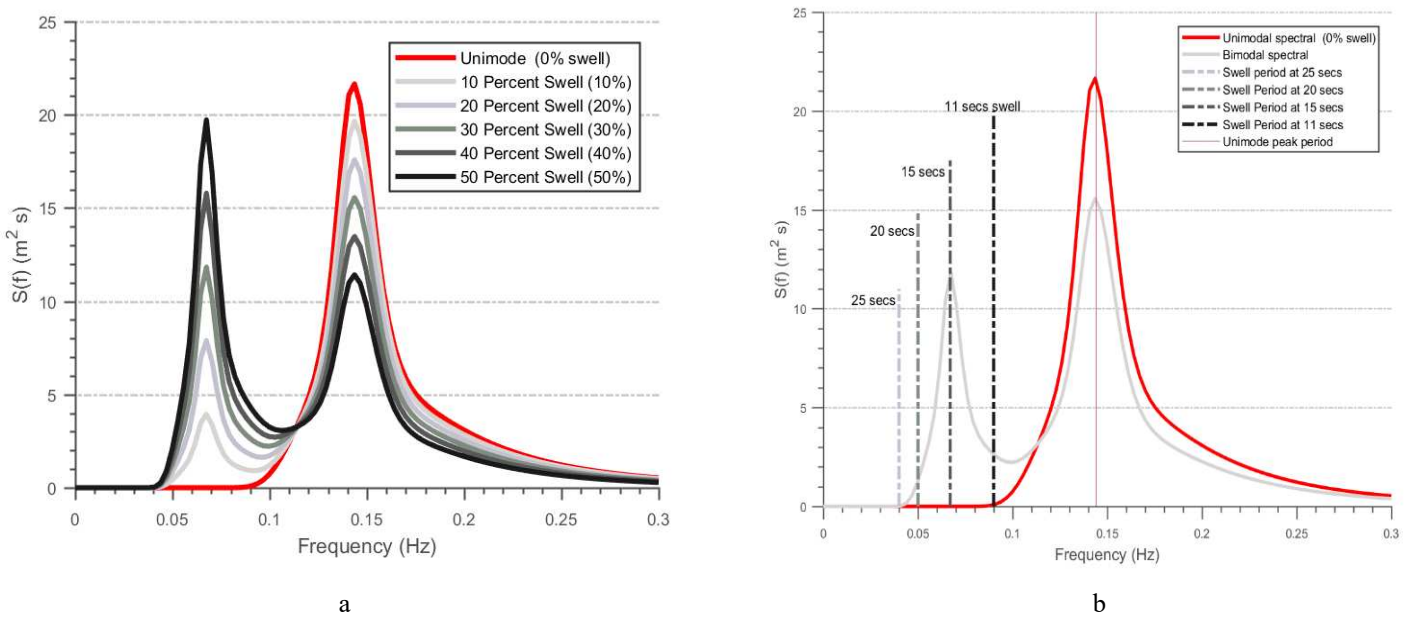 25
20
15
10
5
0
S(f) (m² s)
Unimode (0% swell)
10 Percent Swell (10%)
20 Percent Swell (20%)
30 Percent Swell (30%)
40 Percent Swell (40%)
50 Percent Swell (50%)
0 0.05 0.1 0.15 0.2 0.25 0.3
Frequency (Hz)
a
25
20
15
10
5
0
S(f) (m² s)
Unimodal spectral (0% swell)
Bimodal spectral
Swell period at 25 secs
Swell Period at 20 secs
Swell Period at 15 secs
Swell Period at 11 secs
Unimode peak period
11 secs swell
15 secs
20 secs
25 secs
0 0.05 0.1 0.15 0.2 0.25 0.3
Frequency (Hz)
b